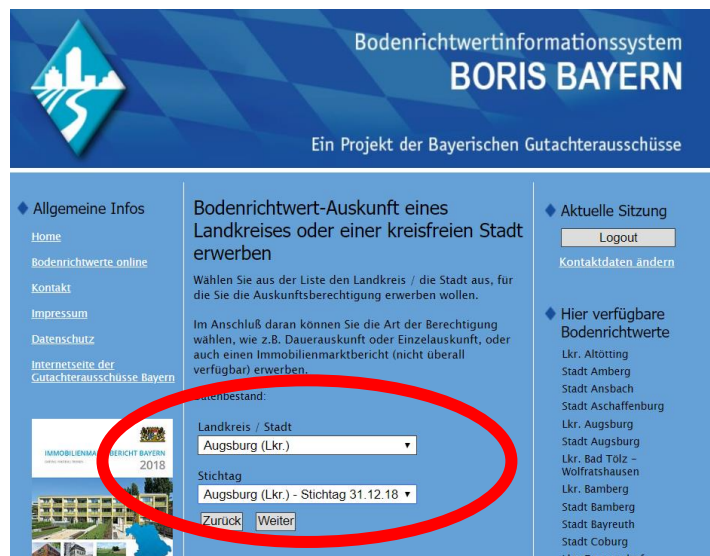 Bodenrichtwertinformationssystem
BORIS BAYERN
Ein Projekt der Bayerischen Gutachterausschüsse
Allgemeine Infos
Home
Bodenrichtwerte online
Kontakt
Impressum
Datenschutz
Internetseite der
Gutachterausschüsse Bayern
2018
Bodenrichtwert-Auskunft eines
Landkreises oder einer kreisfreien Stadt
erwerben
Wählen Sie aus der Liste den Landkreis / die Stadt aus, für
die Sie die Auskunftsberechtigung erwerben wollen.
Im Anschluß daran können Sie die Art der Berechtigung
wählen, wie z.B. Dauerauskunft oder Einzelauskunft, oder
auch einen Immobilienmarktbericht (nicht überall
verfügbar) erwerben.
Landkreis / Stadt
Augsburg (Lkr.)
Stichtag
Augsburg (Lkr.) - Stichtag 31.12.18
Zurück Weiter
Aktuelle Sitzung
Logout
Kontaktdaten ändern
Hier verfügbare
Bodenrichtwerte
Lkr. Altötting
Stadt Amberg
Stadt Ansbach
Stadt Aschaffenburg
Lkr. Augsburg
Stadt Augsburg
Lkr. Bad Tölz -
Wolfratshausen
Lkr. Bamberg
Stadt Bamberg
Stadt Bayreuth
Stadt Coburg